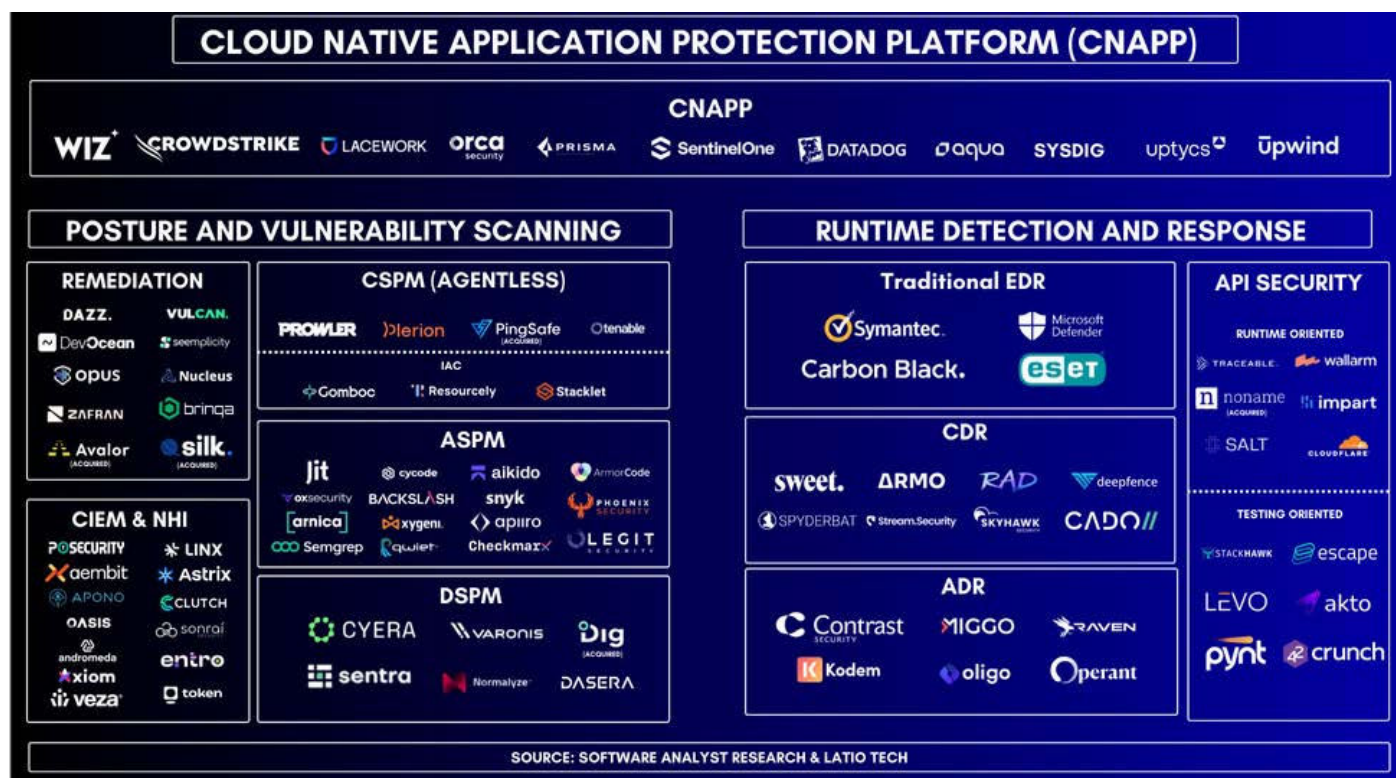 CLOUD NATIVE APPLICATION PROTECTION PLATFORM (CNAPP)
CNAPP
WIZ CROWDSTRIKE LACEWORK orca security PRISMA SentinelOne DATADOG aqua SYSDIG uptycs upwind
POSTURE AND VULNERABILITY SCANNING
REMEDIATION
DAZZ. VULCAN.
DevOcean seemplicity
opus Nucleus
ZAFRAN brinqa
Avalor (ACQUIRED) silk. (ACQUIRED)
CIEM & NHI
P0SECURITY LINX
aembit Astrix
APONO CLUTCH
OASIS sonrai
andromeda entro
axiom
veza token
CSPM (AGENTLESS)
PROWLER Plerion PingSafe (ACQUIRED) tenable
IAC
Gomboc Resourcely Stacklet
ASPM
Jit cycode aikido ArmorCode
oxsecurity BACKSLASH snyk PHOENIX SECURITY
[arnica] xygeni. apiiro LEGIT SECURITY
Semgrep Qwiet Checkmarx
DSPM
CYERA VARONIS Dig (ACQUIRED)
sentra Normalyze DASERA
RUNTIME DETECTION AND RESPONSE
Traditional EDR
Symantec. Microsoft Defender
Carbon Black. eseT
CDR
sweet. ARMO RAD deepfence
SPYDERBAT Stream.Security SKYHAWK SECURITY CADO//
ADR
Contrast SECURITY MIGGO RAVEN
Kodem oligo Operant
API SECURITY
RUNTIME ORIENTED
TRACEABLE. wallarm
n noname (ACQUIRED) impart
SALT CLOUDFLARE
TESTING ORIENTED
STACKHAWK escape
LEVO akto
pynt 42 crunch
SOURCE: SOFTWARE ANALYST RESEARCH & LATIO TECH